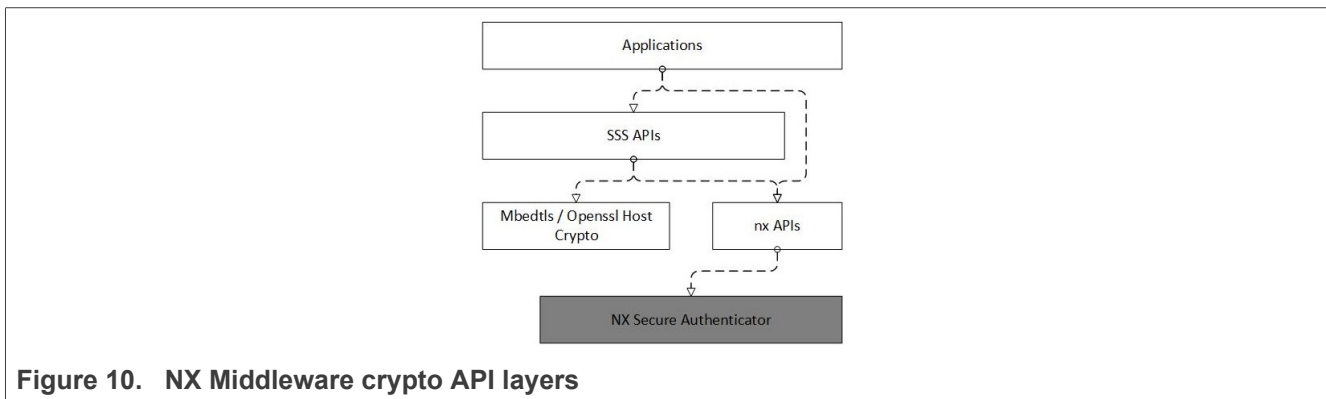 Applications
SSS APIs
Mbedtls / Openssl Host
Crypto
nx APIs
NX Secure Authenticator
Figure 10. NX Middleware crypto API layers